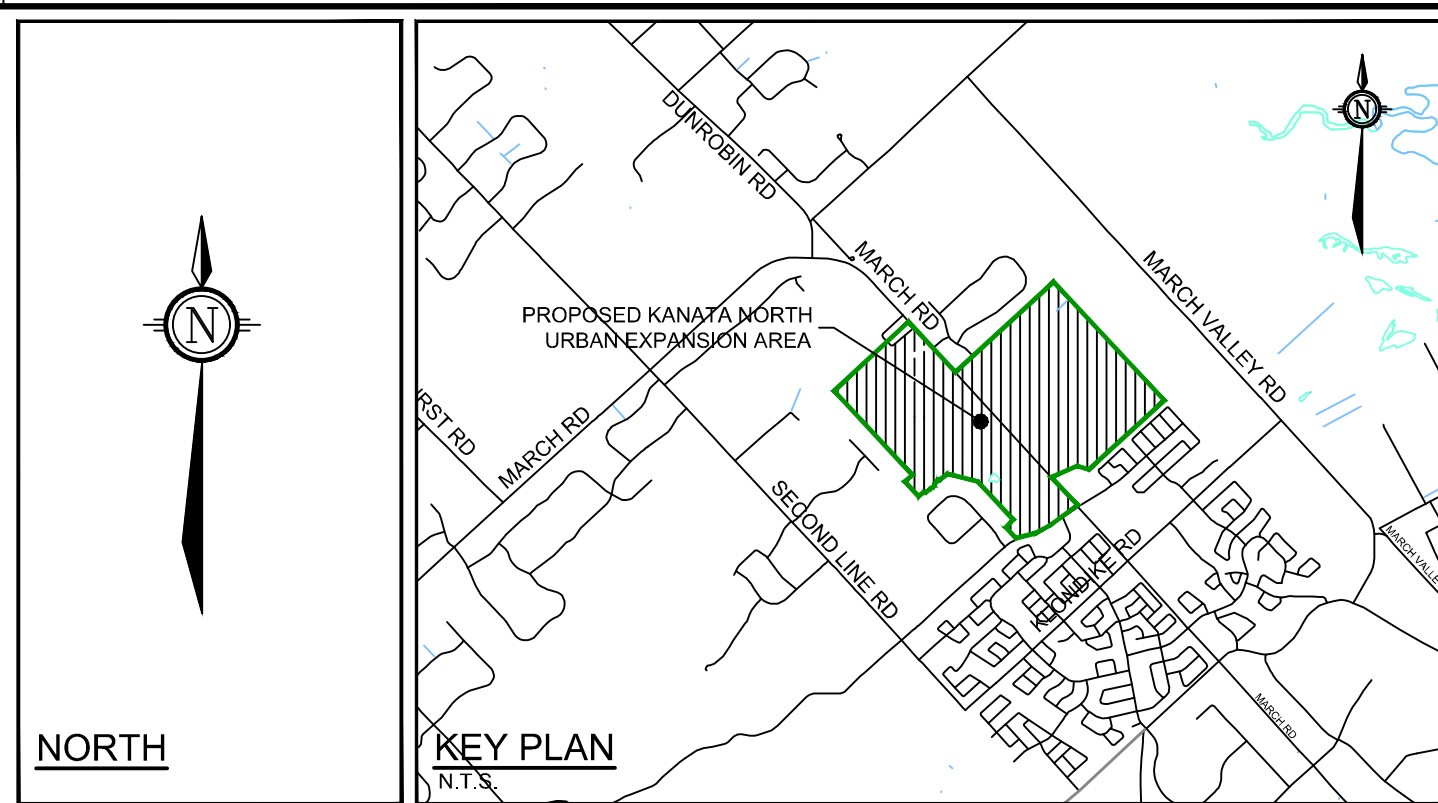 N
NORTH
N
DUNROBIN RD
MARCH RD
MARCH VALLEY RD
PROPOSED KANATA NORTH
URBAN EXPANSION AREA
RST RD
MARCH RD
SECOND LINE RD
KLONDIKE RD
MARCH VALLE
MARCH RD
KEY PLAN
N.T.S.